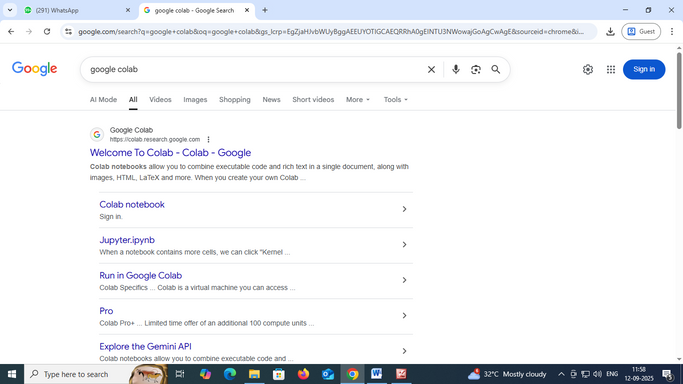 (291) WhatsApp
google colab - Google Search
google.com/search?q=google+colab&oq=google+colab&gs_lcrp=EgZjaHJvbWUyBggAEEUYOTIGCAEQRRhA0gEINTU3NWowajGoAgCwAgE&sourceid=chrome&i...
Guest
Google
google colab
Sign in
AI Mode
All
Videos
Images
Shopping
News
Short videos
More
Tools
G
Google Colab
https://colab.research.google.com
Welcome To Colab - Colab - Google
Colab notebooks allow you to combine executable code and rich text in a single document, along with
images, HTML, LaTeX and more. When you create your own Colab ...
Colab notebook
Sign in.
Jupyter.ipynb
When a notebook contains more cells, we can click "Kernel ...
Run in Google Colab
Colab Specifics ... Colab is a virtual machine you can access ...
Pro
Colab Pro+ ... Limited time offer of an additional 100 compute units ...
Explore the Gemini API
Colab notebooks allow you to combine executable code and ...
Type here to search
32°C Mostly cloudy
ENG
11:58
12-09-2025
5